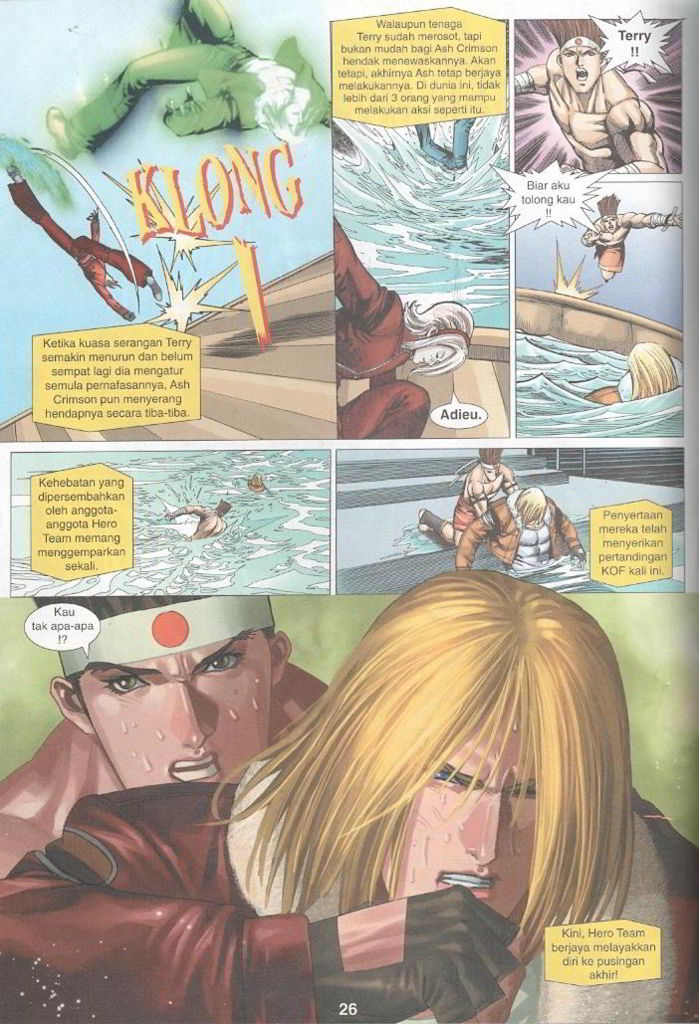 KLONG
!
Ketika kuasa serangan Terry
semakin menurun dan belum
sempat lagi dia mengatur
semula pernafasannya, Ash
Crimson pun menyerang
hendapnya secara tiba-tiba.
Walaupun tenaga
Terry sudah merosot, tapi
bukan mudah bagi Ash Crimson
hendak menewaskannya. Akan
tetapi, akhirnya Ash tetap berjaya
melakukannya. Di dunia ini, tidak
lebih dari 3 orang yang mampu
melakukan aksi seperti itu.
Adieu.
Terry
!!
Biar aku
tolong kau
!!
Kehebatan yang
dipersembahkan
oleh anggota-
anggota Hero
Team memang
menggemparkan
sekali.
Penyertaan
mereka telah
menyerikan
pertandingan
KOF kali ini.
Kau
tak apa-apa
!?
Kini, Hero Team
berjaya melayakkan
diri ke pusingan
akhir!
26